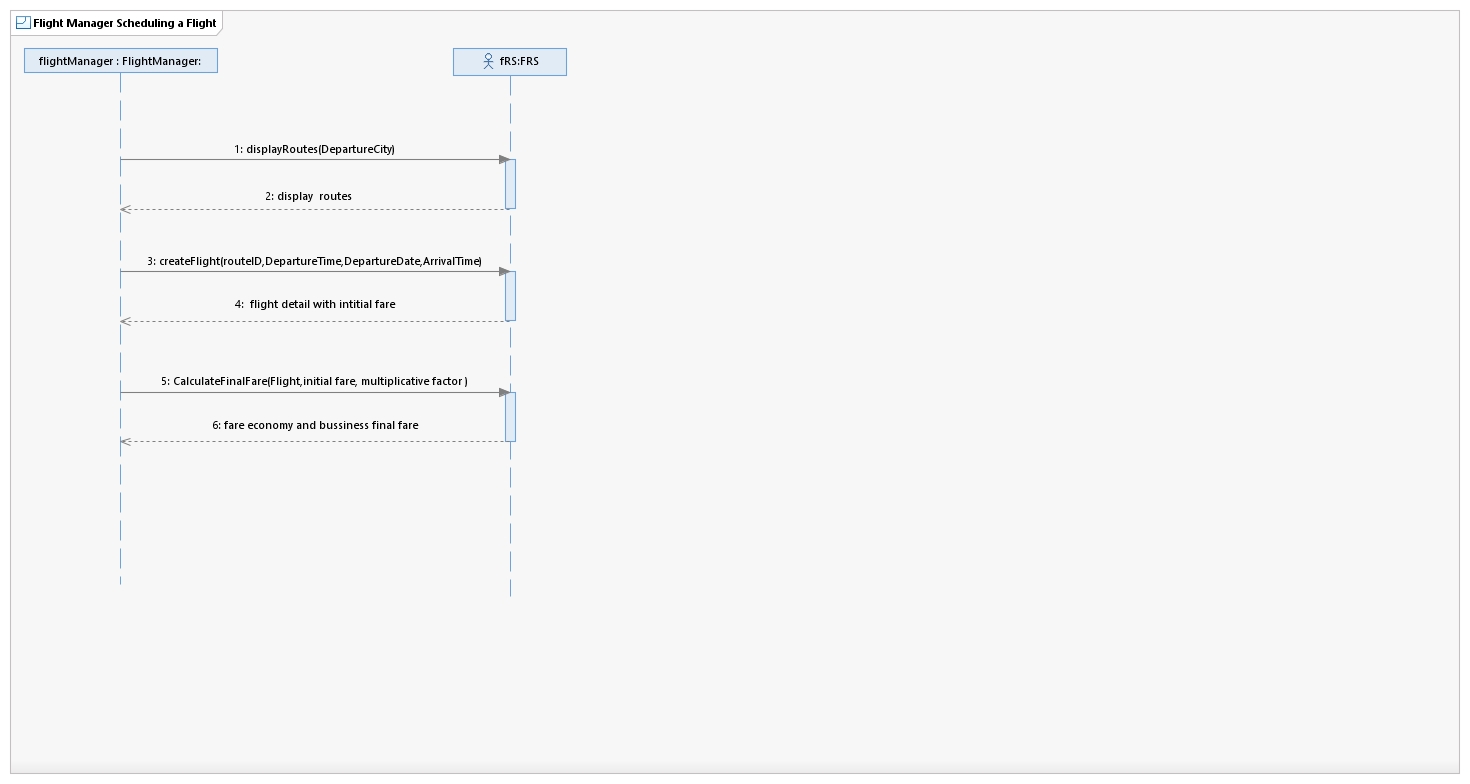 Flight Manager Scheduling a Flight
flightManager : FlightManager:
fRS:FRS
1: displayRoutes(DepartureCity)
2: display  routes
3: createFlight(routeID,DepartureTime,DepartureDate,ArrivalTime)
4:  flight detail with intitial fare
5: CalculateFinalFare(Flight,initial fare, multiplicative factor )
6: fare economy and bussiness final fare